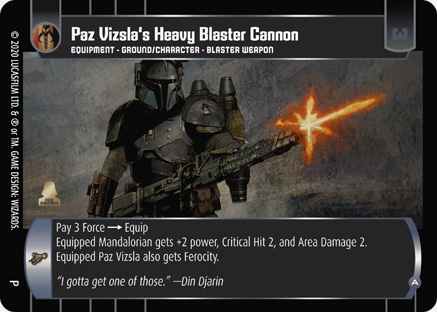 Paz Vizsla's Heavy Blaster Cannon
EQUIPMENT - GROUND/CHARACTER - BLASTER WEAPON
© 2020 LUCASFILM LTD. & ® or TM. GAME DESIGN: WIZARDS.
Pay 3 Force → Equip
Equipped Mandalorian gets +2 power, Critical Hit 2, and Area Damage 2.
Equipped Paz Vizsla also gets Ferocity.
"I gotta get one of those." —Din Djarin
P
A